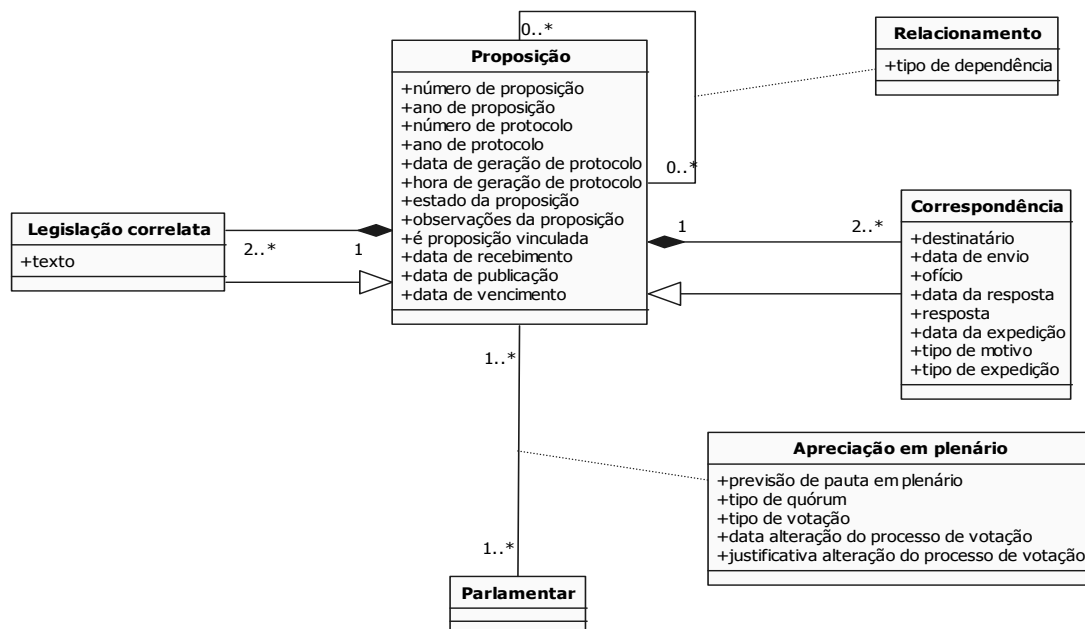 0..*
Proposição
+número de proposição
+ano de proposição
+número de protocolo
+ano de protocolo
+data de geração de protocolo
+hora de geração de protocolo
+estado da proposição
+observações da proposição
+é proposição vinculada
+data de recebimento
+data de publicação
+data de vencimento
0..*
Relacionamento
+tipo de dependência
Legislação correlata
+texto
2..*
1
1
2..*
Correspondência
+destinatário
+data de envio
+ofício
+data da resposta
+resposta
+data da expedição
+tipo de motivo
+tipo de expedição
1..*
Apreciação em plenário
+previsão de pauta em plenário
+tipo de quórum
+tipo de votação
+data alteração do processo de votação
+justificativa alteração do processo de votação
1..*
Parlamentar